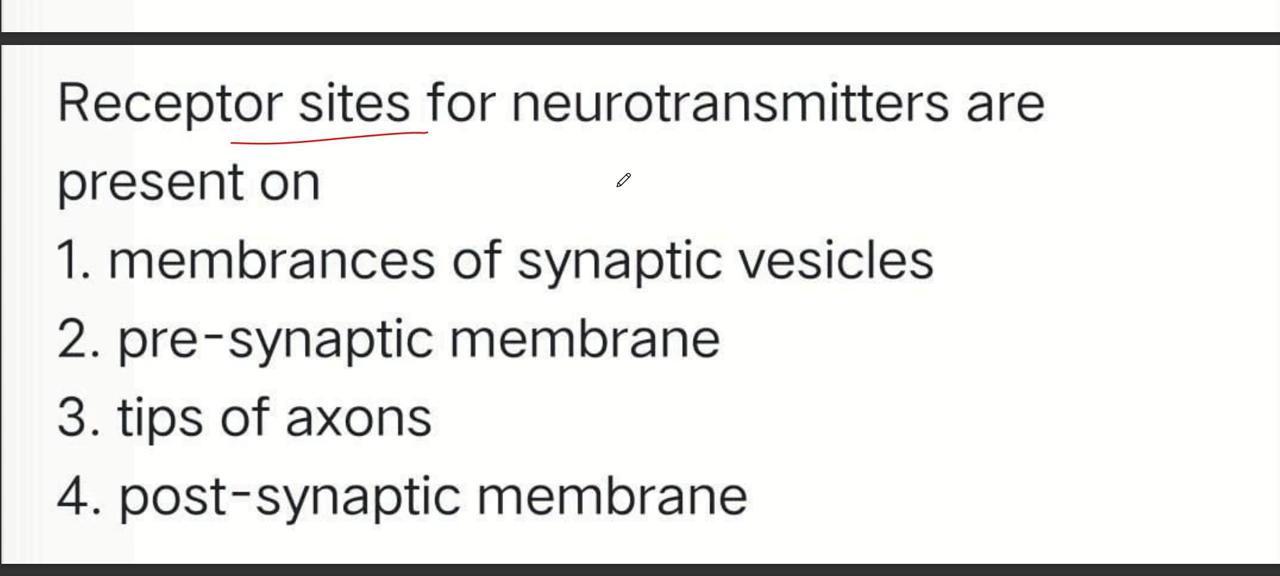 Receptor sites for neurotransmitters are
present on
1. membrances of synaptic vesicles
2. pre-synaptic membrane
3. tips of axons
4. post-synaptic membrane